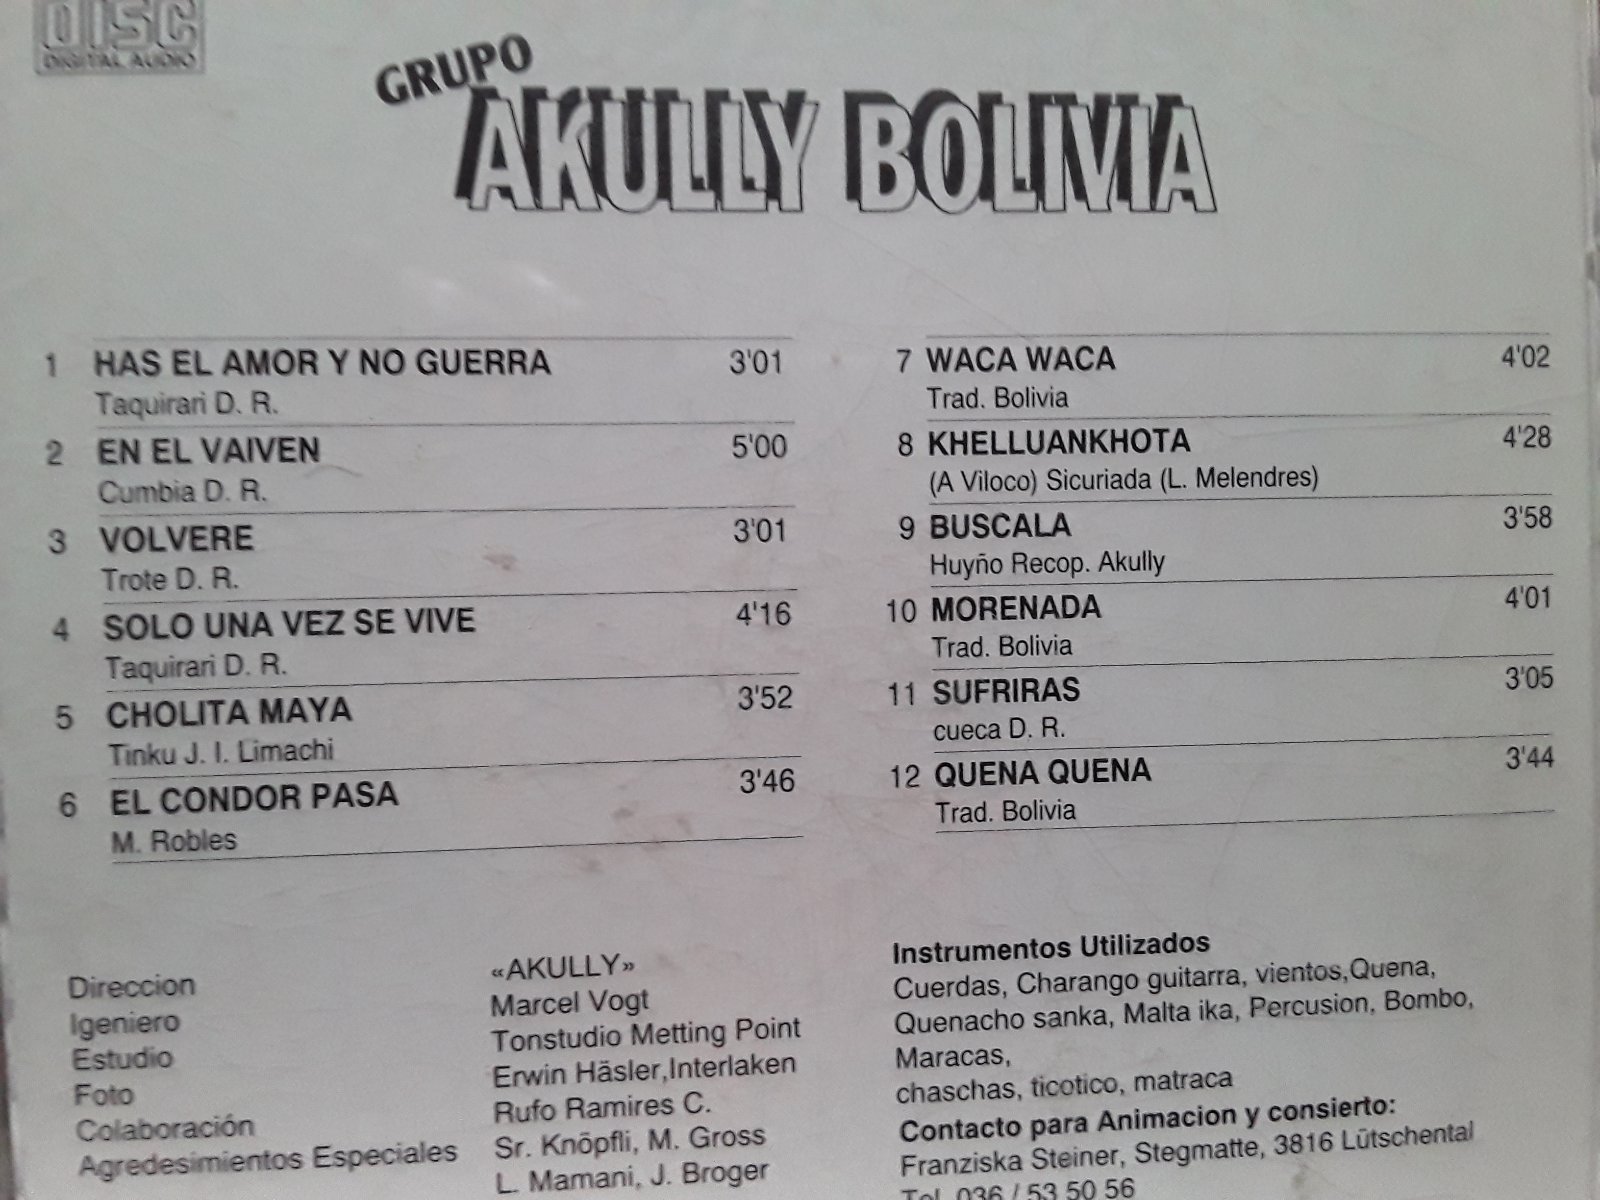 DISC
DIGITAL AUDIO
GRUPO
AKULLY BOLIVIA
1 HAS EL AMOR Y NO GUERRA 3'01
Taquirari D. R.
2 EN EL VAIVEN 5'00
Cumbia D. R.
3 VOLVERE 3'01
Trote D. R.
4 SOLO UNA VEZ SE VIVE 4'16
Taquirari D. R.
5 CHOLITA MAYA 3'52
Tinku J. I. Limachi
6 EL CONDOR PASA 3'46
M. Robles
7 WACA WACA 4'02
Trad. Bolivia
8 KHELLUANKHOTA 4'28
(A Viloco) Sicuriada (L. Melendres)
9 BUSCALA 3'58
Huyño Recop. Akully
10 MORENADA 4'01
Trad. Bolivia
11 SUFRIRAS 3'05
cueca D. R.
12 QUENA QUENA 3'44
Trad. Bolivia
Direccion «AKULLY»
Igeniero Marcel Vogt
Estudio Tonstudio Metting Point
Foto Erwin Häsler,Interlaken
Colaboración Rufo Ramires C.
Agredesimientos Especiales Sr. Knöpfli, M. Gross
L. Mamani, J. Broger
Instrumentos Utilizados
Cuerdas, Charango guitarra, vientos,Quena,
Quenacho sanka, Malta ika, Percusion, Bombo,
Maracas,
chaschas, ticotico, matraca
Contacto para Animacion y consierto:
Franziska Steiner, Stegmatte, 3816 Lütschental
Tel. 036 / 53 50 56